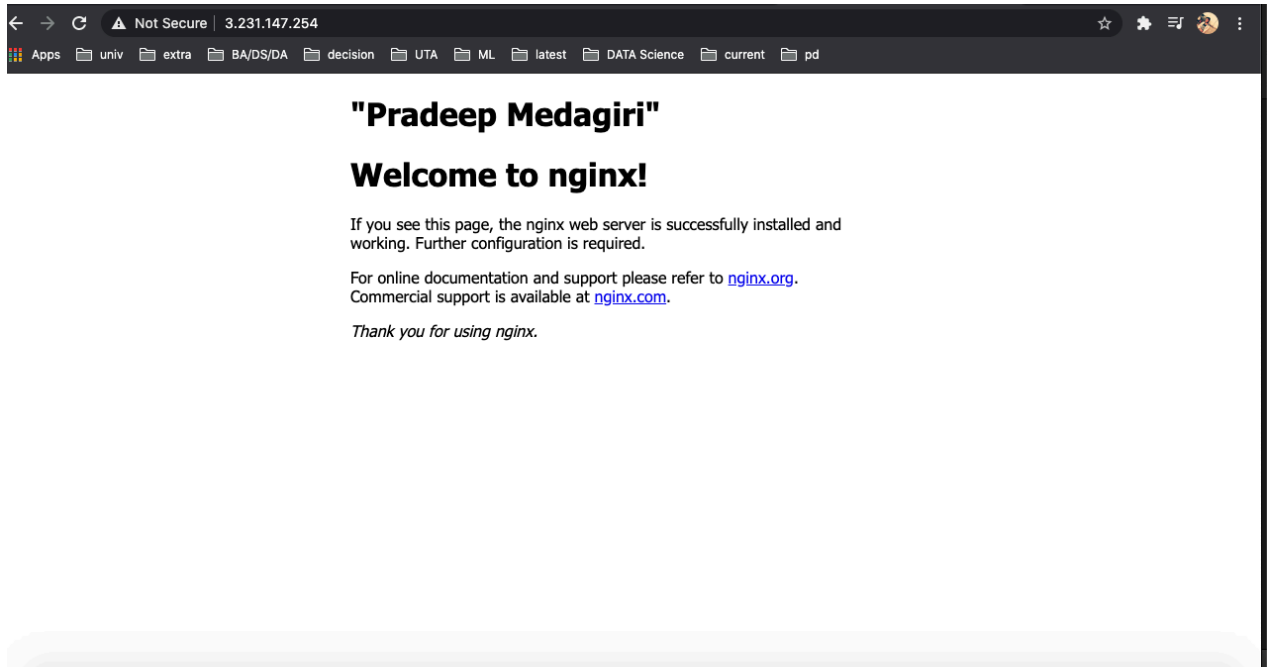 Not Secure 3.231.147.254
Apps univ extra BA/DS/DA decision UTA ML latest DATA Science current pd
"Pradeep Medagiri"
Welcome to nginx!
If you see this page, the nginx web server is successfully installed and
working. Further configuration is required.
For online documentation and support please refer to nginx.org.
Commercial support is available at nginx.com.
Thank you for using nginx.